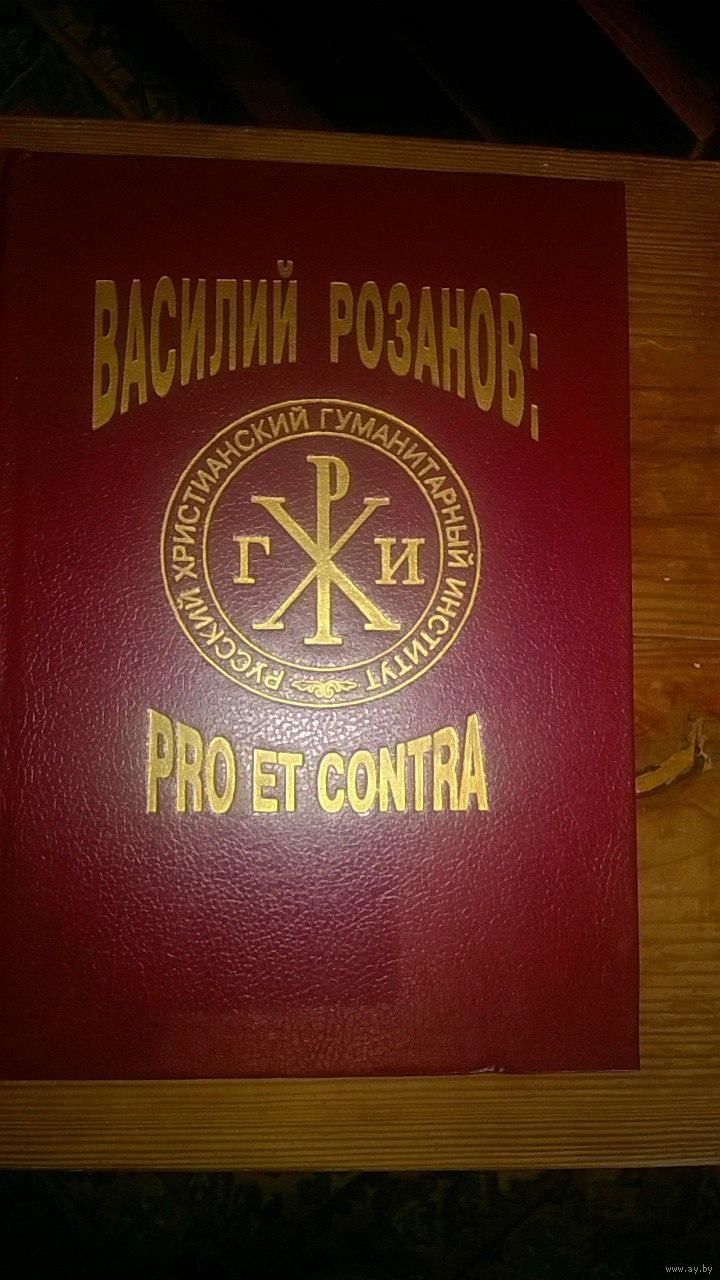 ВАСИЛИЙ РОЗАНОВ:
РУССКИЙ ХРИСТИАНСКИЙ ГУМАНИТАРНЫЙ ИНСТИТУТ
Г Х Р И
PRO ET CONTRA
www.ay.by